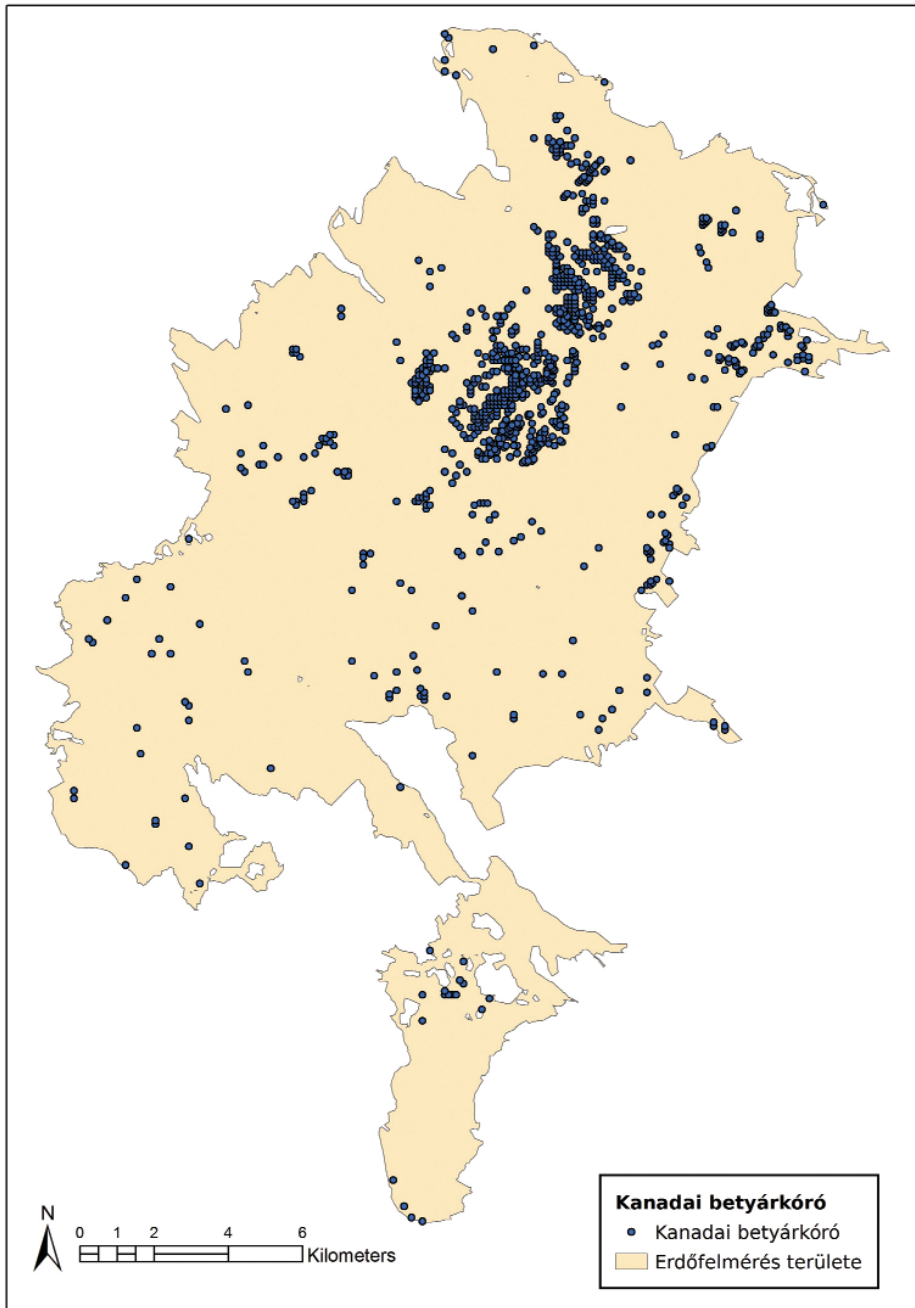 Kanadai betyárkóró
Kanadai betyárkóró
Erdőfelmérés területe
N
0 1 2 4 6
Kilometers